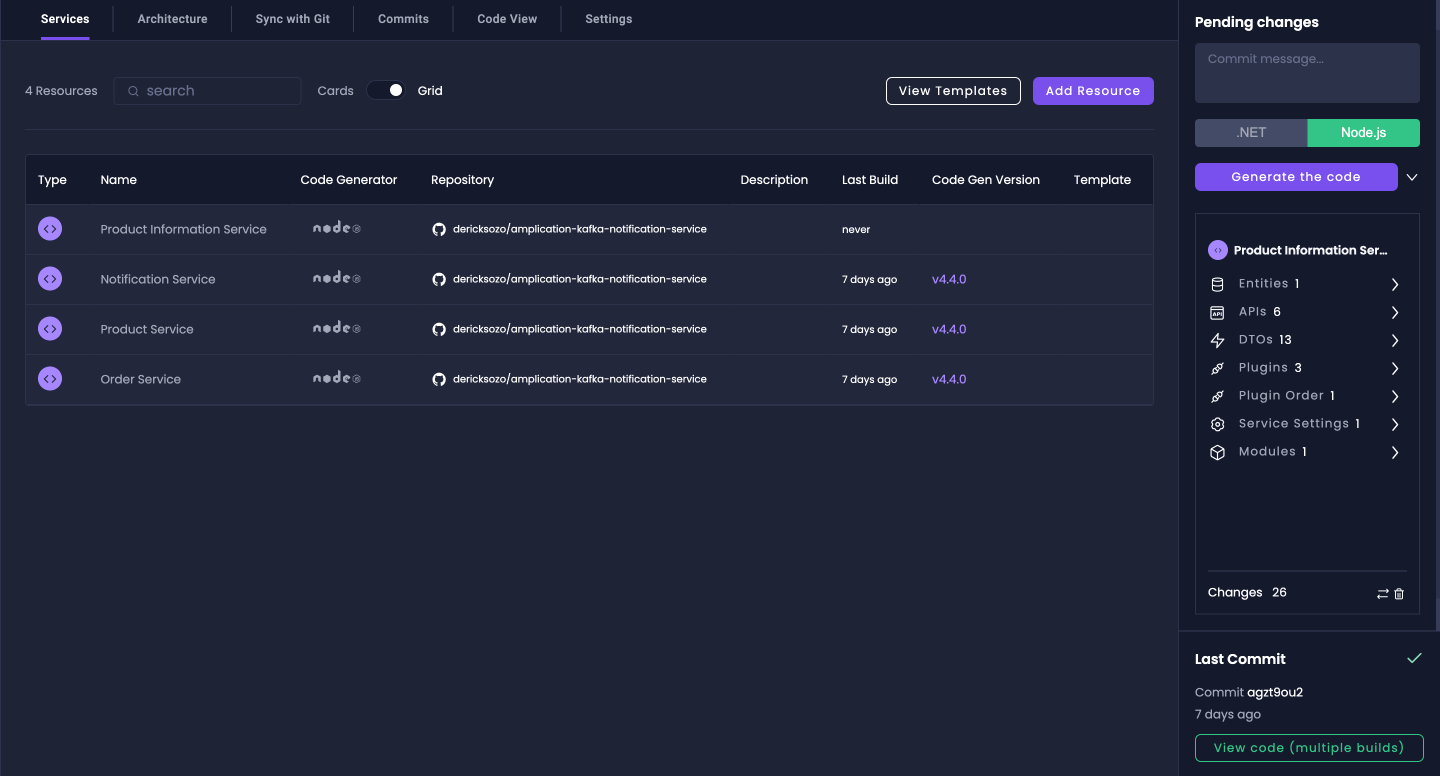 Services Architecture Sync with Git Commits Code View Settings
4 Resources search Cards Grid View Templates Add Resource
Type Name Code Generator Repository Description Last Build Code Gen Version Template
Product Information Service node dericksozo/amplication-kafka-notification-service never
Notification Service node dericksozo/amplication-kafka-notification-service 7 days ago v4.4.0
Product Service node dericksozo/amplication-kafka-notification-service 7 days ago v4.4.0
Order Service node dericksozo/amplication-kafka-notification-service 7 days ago v4.4.0
Pending changes
Commit message...
.NET Node.js
Generate the code
Product Information Ser...
Entities 1
API APIs 6
DTOs 13
Plugins 3
Plugin Order 1
Service Settings 1
Modules 1
Changes 26
Last Commit
Commit agzt9ou2
7 days ago
View code (multiple builds)